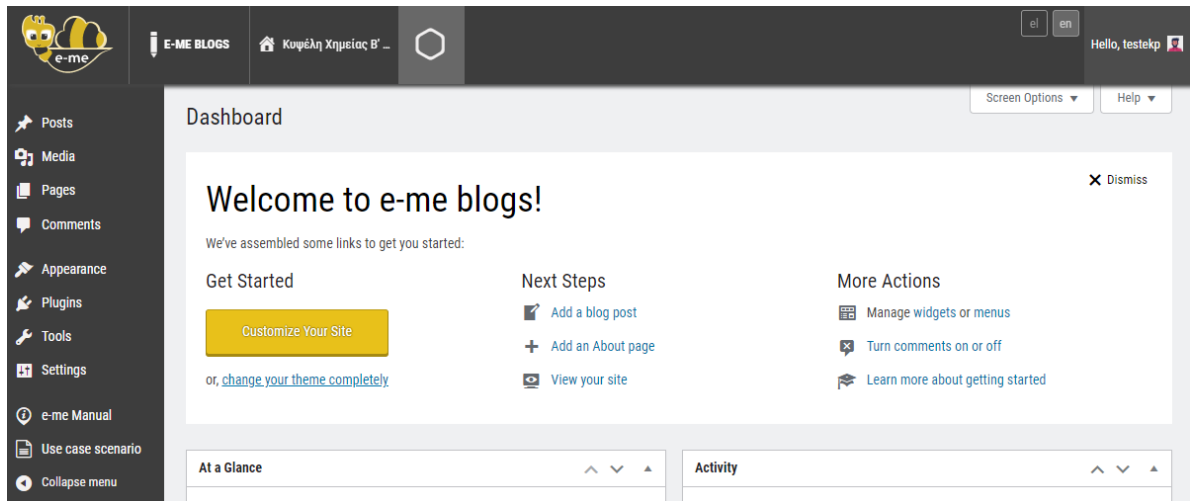 e-me
E-ME BLOGS
Κυψέλη Χημείας Β' ...
el en
Hello, testekp
Posts
Media
Pages
Comments
Appearance
Plugins
Tools
Settings
e-me Manual
Use case scenario
Collapse menu
Dashboard
Screen Options
Help
Welcome to e-me blogs!
Dismiss
We've assembled some links to get you started:
Get Started
Customize Your Site
or, change your theme completely
Next Steps
Add a blog post
Add an About page
View your site
More Actions
Manage widgets or menus
Turn comments on or off
Learn more about getting started
At a Glance
Activity